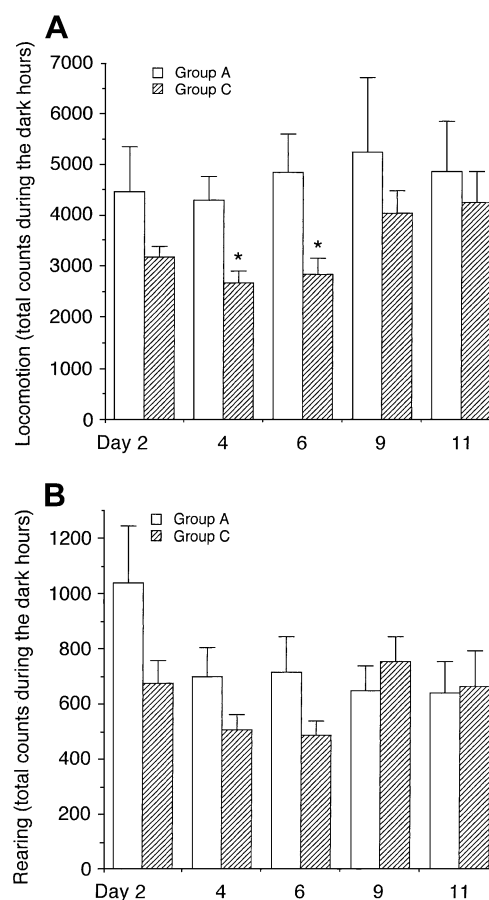 A
Locomotion (total counts during the dark hours)
7000
6000
5000
4000
3000
2000
1000
0
Group A
Group C
*
*
Day 2 4 6 9 11
B
Rearing (total counts during the dark hours)
1200
1000
800
600
400
200
0
Group A
Group C
Day 2 4 6 9 11